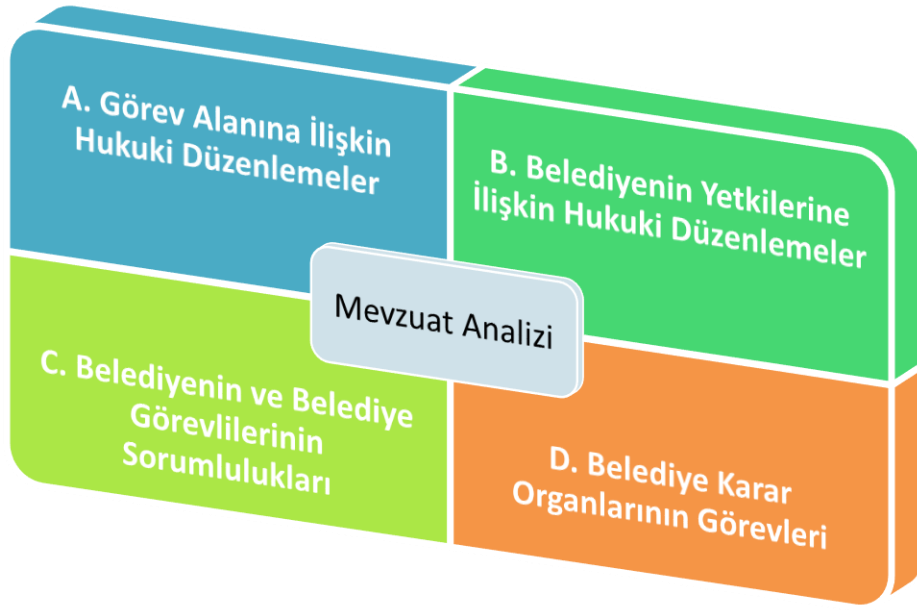 A. Görev Alanına İlişkin
Hukuki Düzenlemeler
B. Belediyenin Yetkilerine
İlişkin Hukuki Düzenlemeler
Mevzuat Analizi
C. Belediyenin ve Belediye
Görevlilerinin
Sorumlulukları
D. Belediye Karar
Organlarının Görevleri